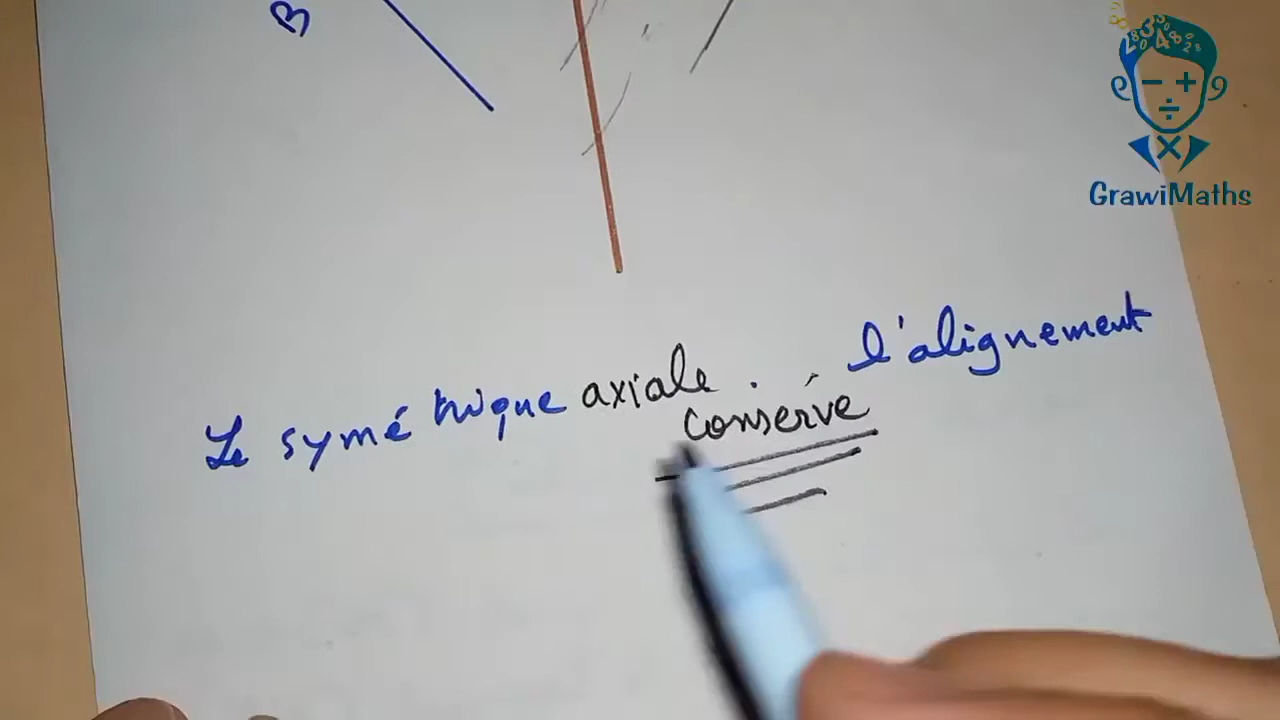 B
GrawiMaths
Le symétrique axiale . l'alignement
conserve